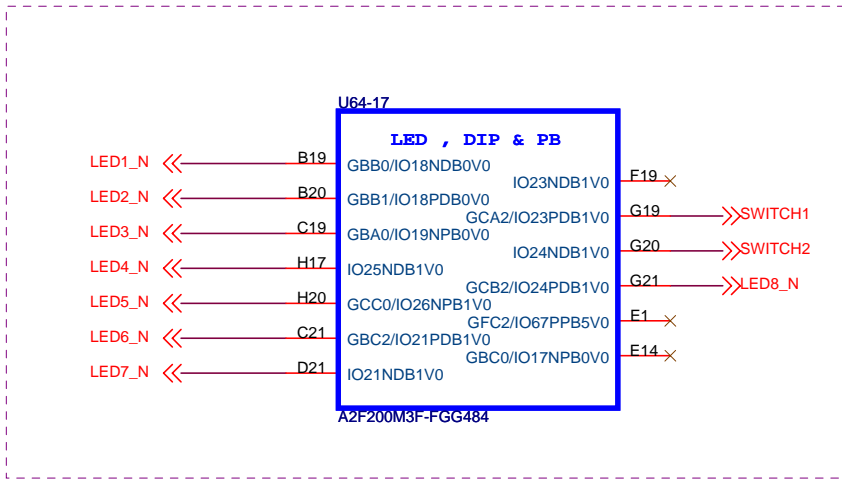 U64-17
LED , DIP & PB
LED1_N B19 GBB0/IO18NDB0V0
IO23NDB1V0 F19
LED2_N B20 GBB1/IO18PDB0V0
GCA2/IO23PDB1V0 G19 SWITCH1
LED3_N C19 GBA0/IO19NPB0V0
IO24NDB1V0 G20 SWITCH2
LED4_N H17 IO25NDB1V0
GCB2/IO24PDB1V0 G21 LED8_N
LED5_N H20 GCC0/IO26NPB1V0
GFC2/IO67PPB5V0 E1
LED6_N C21 GBC2/IO21PDB1V0
GBC0/IO17NPB0V0 E14
LED7_N D21 IO21NDB1V0
A2F200M3F-FGG484